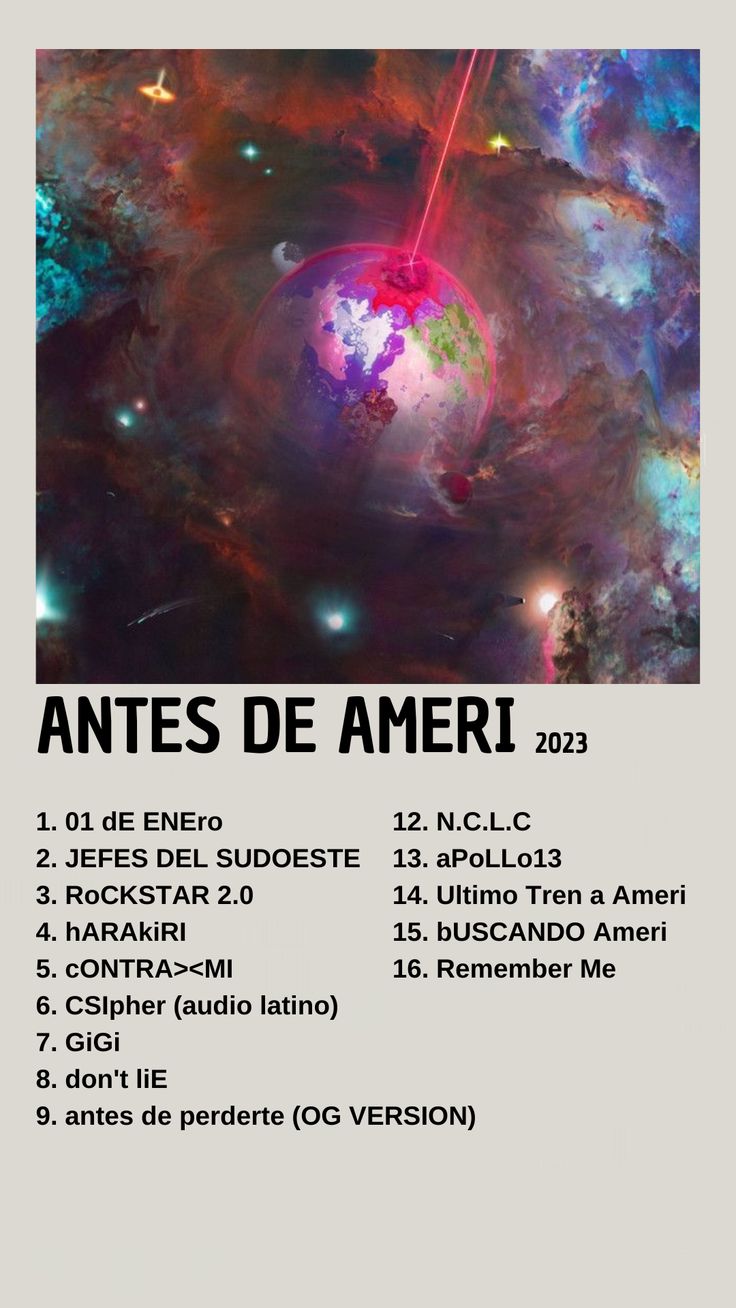 ANTES DE AMERI 2023
1. 01 dE ENEro
2. JEFES DEL SUDOESTE
3. RoCKSTAR 2.0
4. hARAkiRI
5. cONTRA><MI
6. CSIpher (audio latino)
7. GiGi
8. don't liE
9. antes de perderte (OG VERSION)
12. N.C.L.C
13. aPoLLo13
14. Ultimo Tren a Ameri
15. bUSCANDO Ameri
16. Remember Me